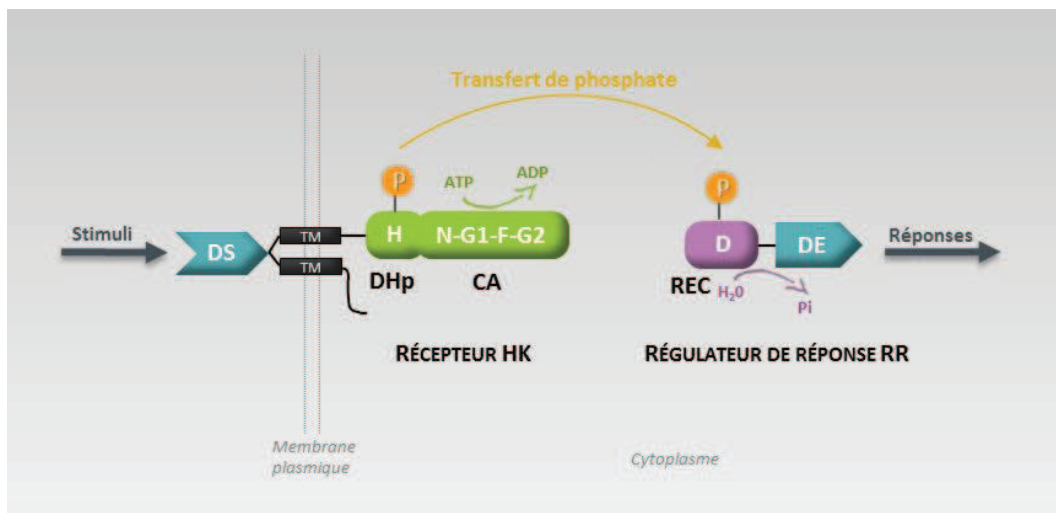 Transfert de phosphate
P
ATP
ADP
P
Stimuli
DS
TM
TM
H
N-G1-F-G2
D
DE
Réponses
DHp
CA
REC
H₂0
Pi
RÉCEPTEUR HK
RÉGULATEUR DE RÉPONSE RR
Membrane
plasmique
Cytoplasme